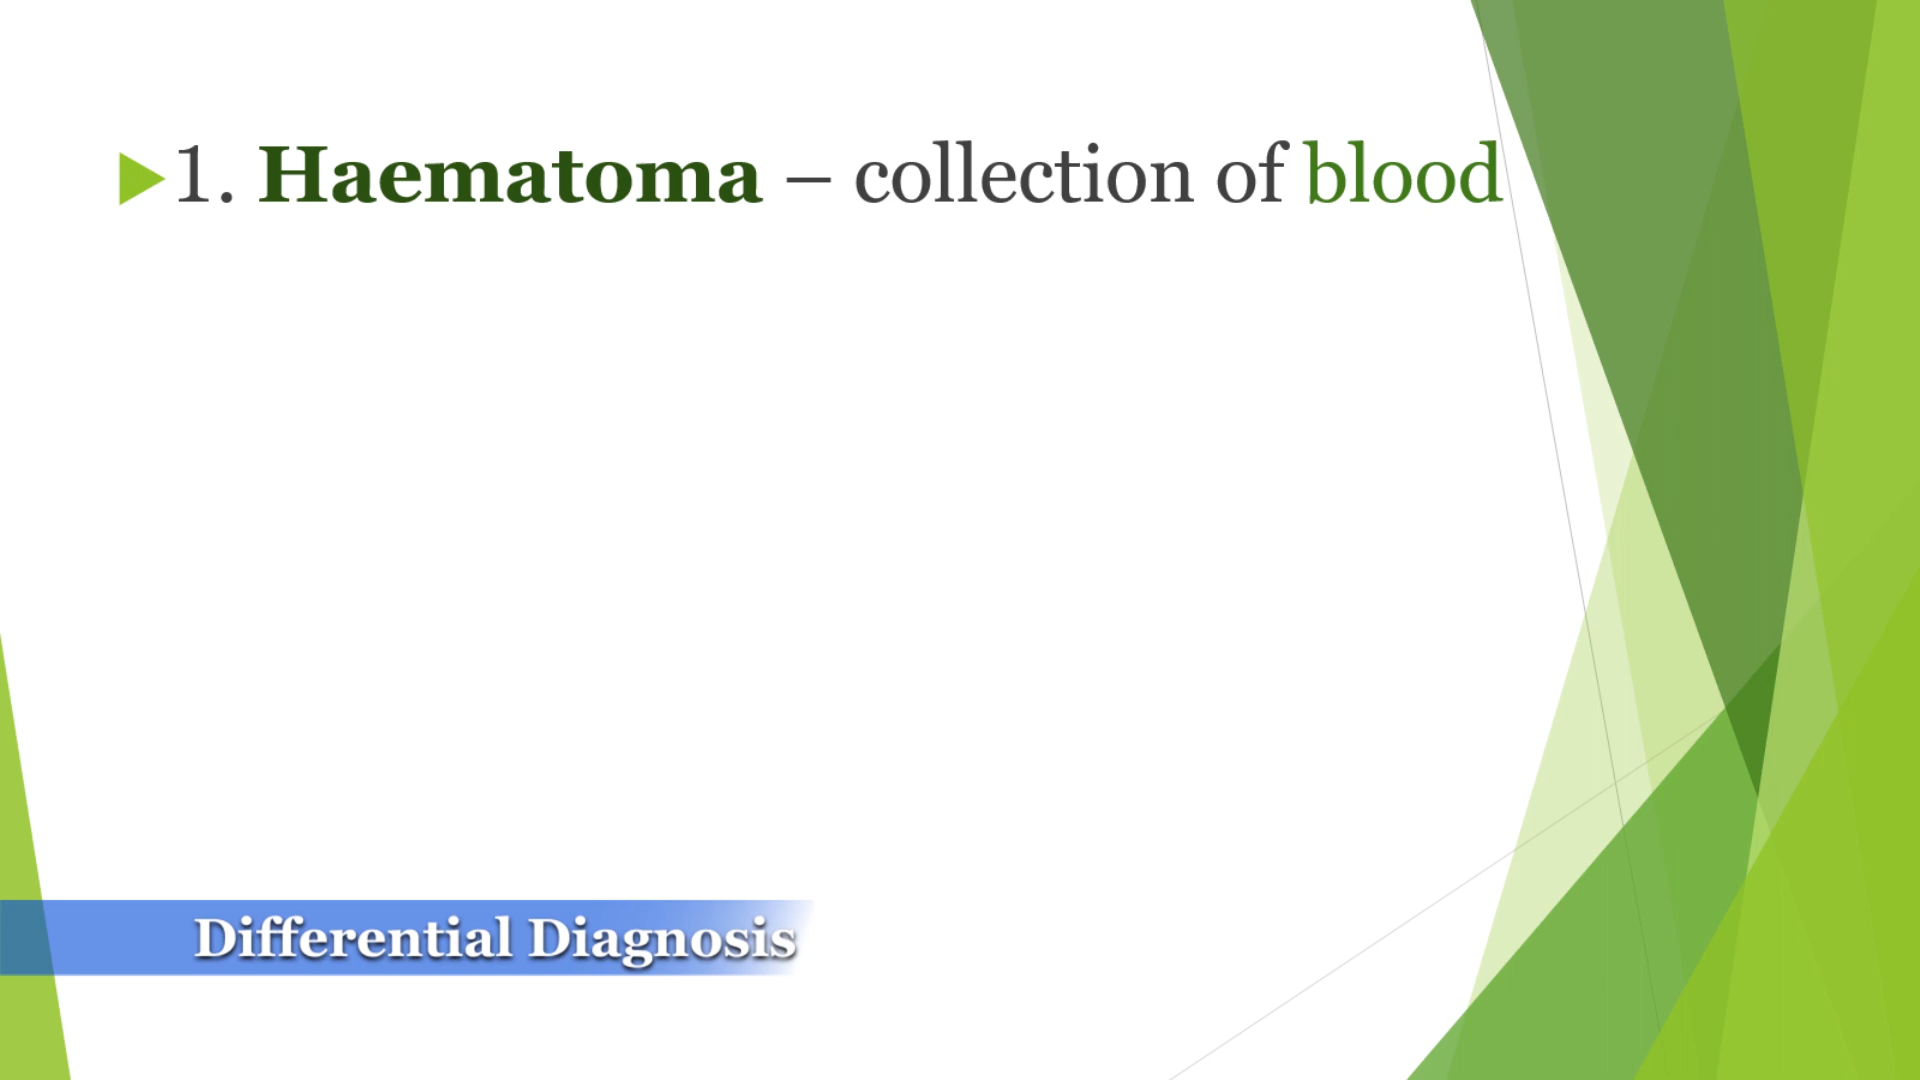 1. Haematoma – collection of blood
Differential Diagnosis